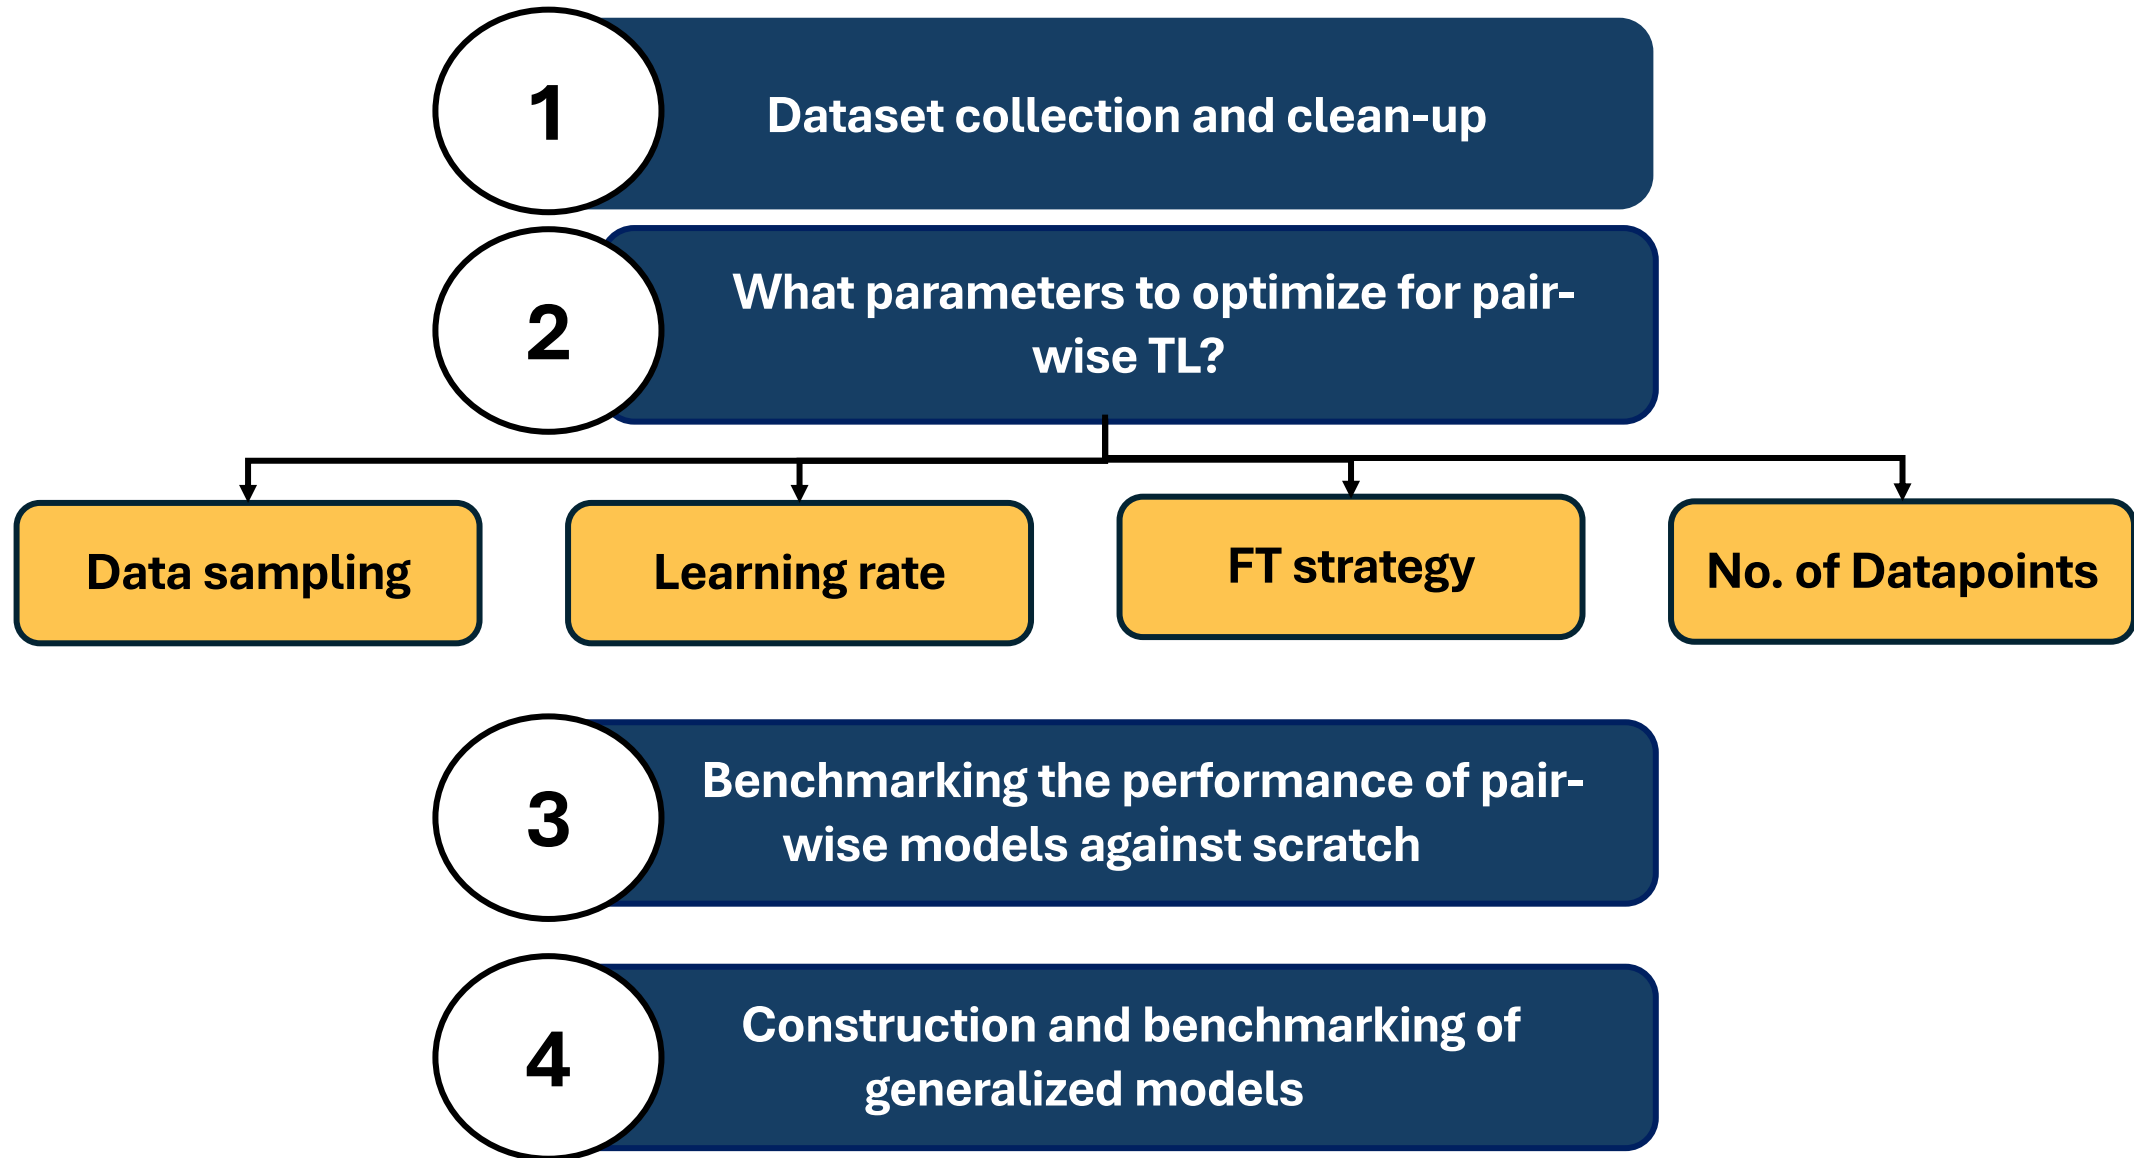 1
Dataset collection and clean-up
2
What parameters to optimize for pair-
wise TL?
Data sampling
Learning rate
FT strategy
No. of Datapoints
3
Benchmarking the performance of pair-
wise models against scratch
4
Construction and benchmarking of
generalized models